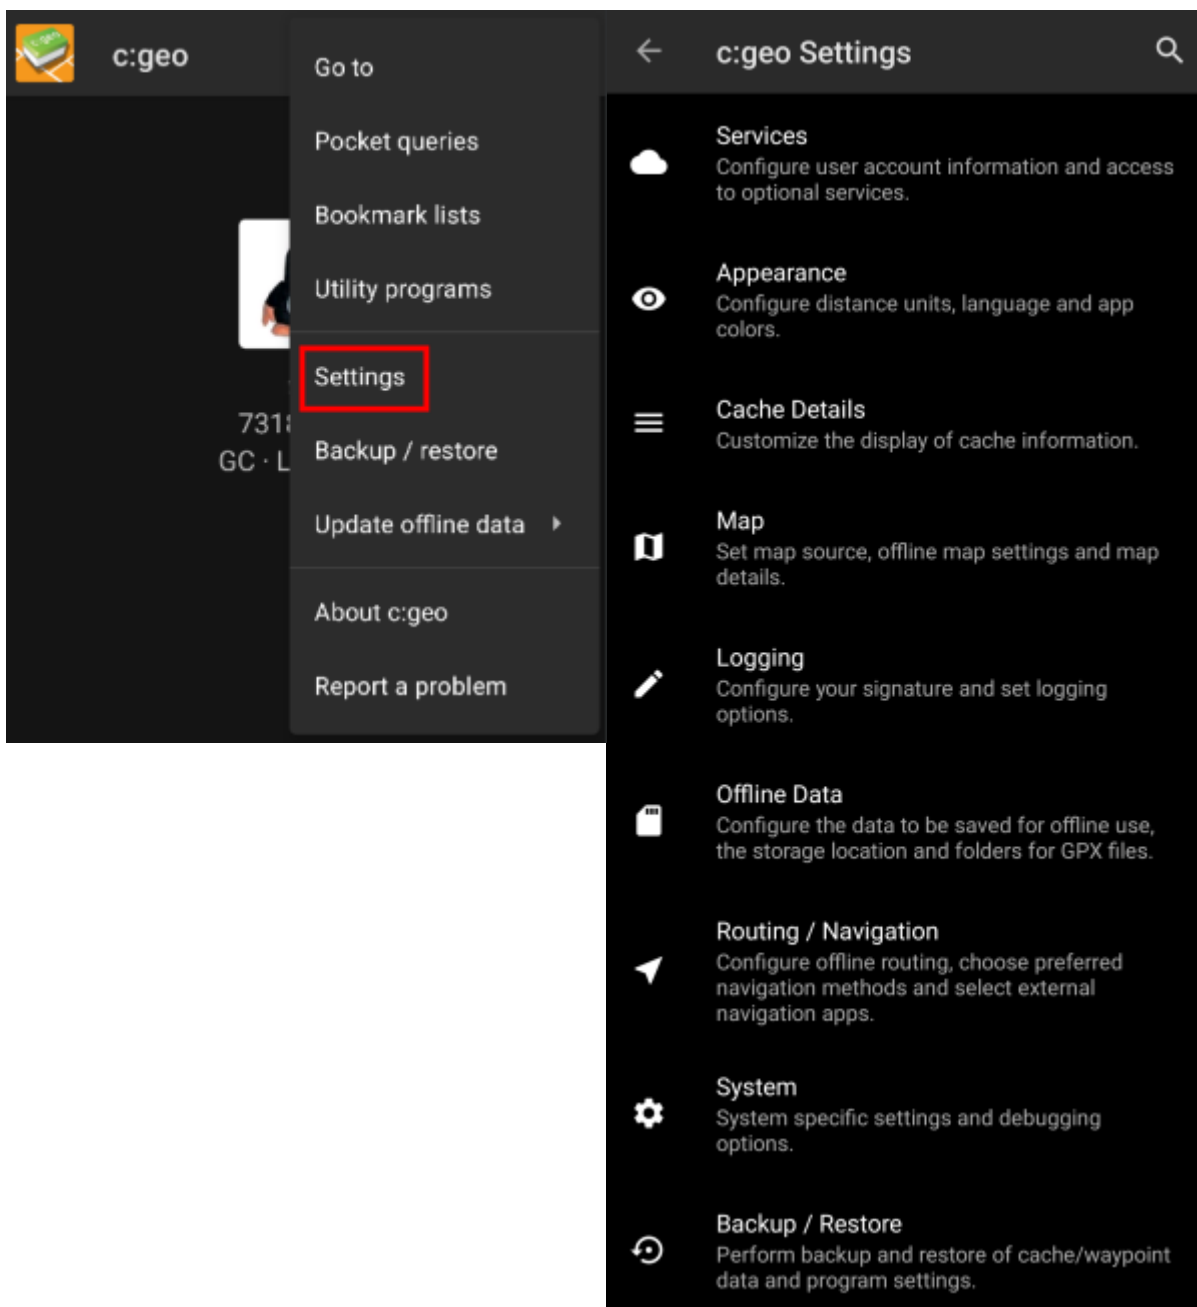 c:geo
Go to
Pocket queries
Bookmark lists
Utility programs
Settings
Backup / restore
Update offline data
About c:geo
Report a problem
731
GC · L
c:geo Settings
Services
Configure user account information and access
to optional services.
Appearance
Configure distance units, language and app
colors.
Cache Details
Customize the display of cache information.
Map
Set map source, offline map settings and map
details.
Logging
Configure your signature and set logging
options.
Offline Data
Configure the data to be saved for offline use,
the storage location and folders for GPX files.
Routing / Navigation
Configure offline routing, choose preferred
navigation methods and select external
navigation apps.
System
System specific settings and debugging
options.
Backup / Restore
Perform backup and restore of cache/waypoint
data and program settings.